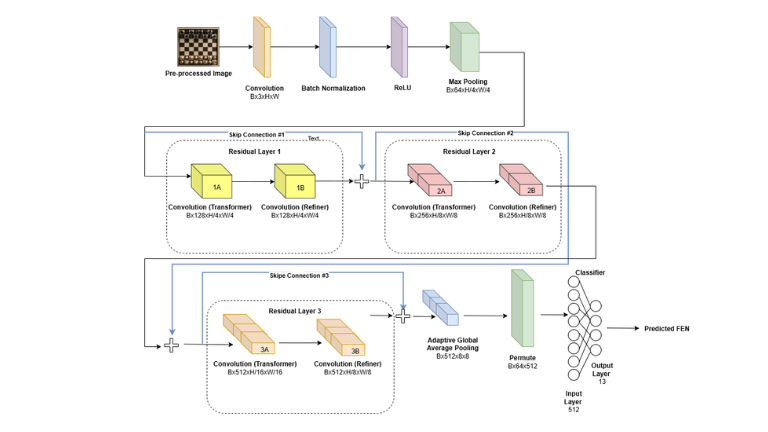 Pre-processed Image
Convolution
Bx3xHxW
Batch Normalization
ReLU
Max Pooling
Bx64xH/4xW/4
Skip Connection #1
Text
Skip Connection #2
Residual Layer 1
Residual Layer 2
1A
1B
2A
2B
Convolution (Transformer)
Bx128xH/4xW/4
Convolution (Refiner)
Bx128xH/4xW/4
Convolution (Transformer)
Bx256xH/8xW/8
Convolution (Refiner)
Bx256xH/8xW/8
Skipe Connection #3
Residual Layer 3
3A
3B
Convolution (Transformer)
Bx512xH/16xW/16
Convolution (Refiner)
Bx512xH/8xW/8
Adaptive Global
Average Pooling
Bx512x8x8
Permute
Bx64x512
Classifier
Input
Layer
512
Output
Layer
13
Predicted FEN